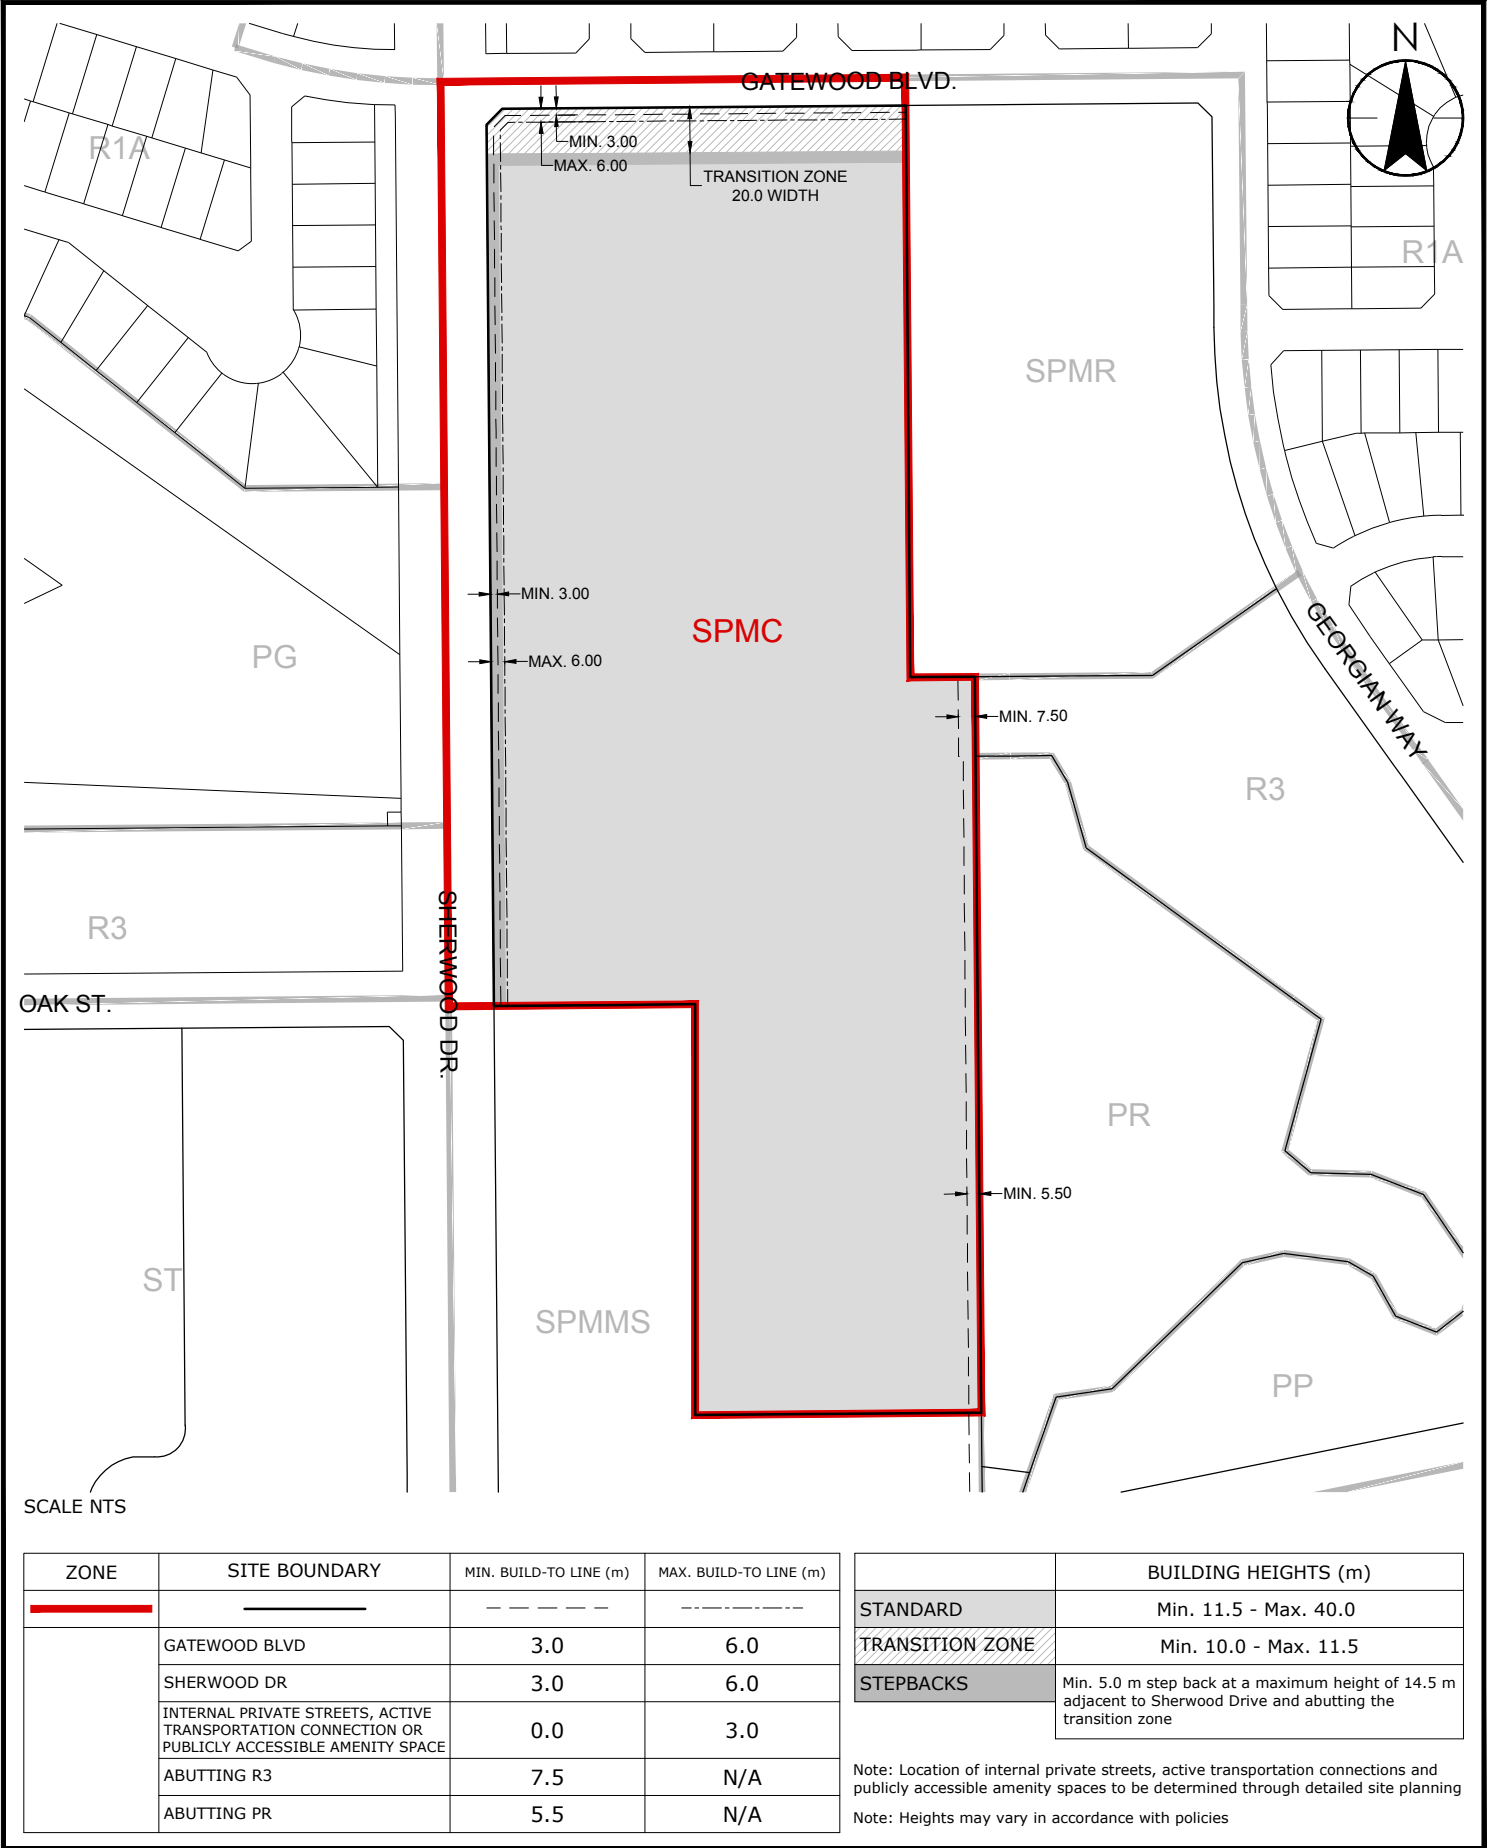 N
GATEWOOD BLVD.
R1A
MIN. 3.00
MAX. 6.00
TRANSITION ZONE
20.0 WIDTH
R1A
SPMR
MIN. 3.00
SPMC
PG
MAX. 6.00
GEORGIAN WAY
MIN. 7.50
R3
R3
SHERWOOD DR.
OAK ST.
PR
MIN. 5.50
ST
SPMMS
PP
SCALE NTS
ZONE SITE BOUNDARY MIN. BUILD-TO LINE (m) MAX. BUILD-TO LINE (m)
GATEWOOD BLVD 3.0 6.0
SHERWOOD DR 3.0 6.0
INTERNAL PRIVATE STREETS, ACTIVE
TRANSPORTATION CONNECTION OR
PUBLICLY ACCESSIBLE AMENITY SPACE
0.0 3.0
ABUTTING R3 7.5 N/A
ABUTTING PR 5.5 N/A
BUILDING HEIGHTS (m)
STANDARD Min. 11.5 - Max. 40.0
TRANSITION ZONE Min. 10.0 - Max. 11.5
STEPBACKS
Min. 5.0 m step back at a maximum height of 14.5 m
adjacent to Sherwood Drive and abutting the
transition zone
Note: Location of internal private streets, active transportation connections and
publicly accessible amenity spaces to be determined through detailed site planning
Note: Heights may vary in accordance with policies